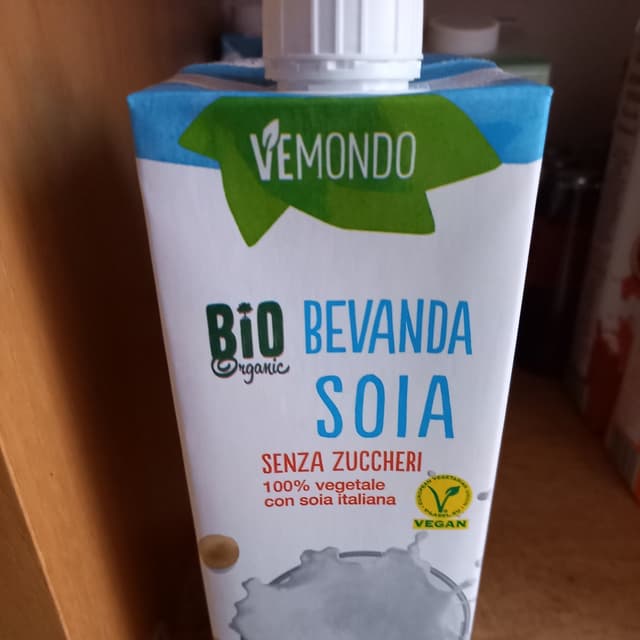 VEMONDO
BIO
Organic
BEVANDA
SOIA
SENZA ZUCCHERI
100% vegetale
con soia italiana
VEGAN